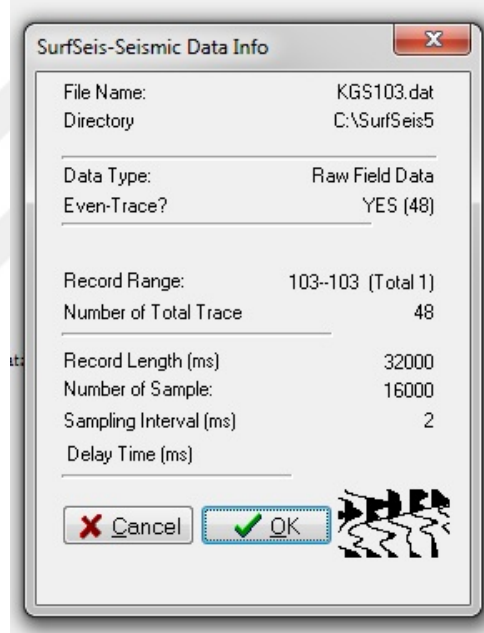 SurfSeis-Seismic Data Info
File Name: KGS103.dat
Directory C:\SurfSeis5
Data Type: Raw Field Data
Even-Trace? YES (48)
Record Range: 103--103 (Total 1)
Number of Total Trace 48
Record Length (ms) 32000
Number of Sample: 16000
Sampling Interval (ms) 2
Delay Time (ms)
Cancel OK